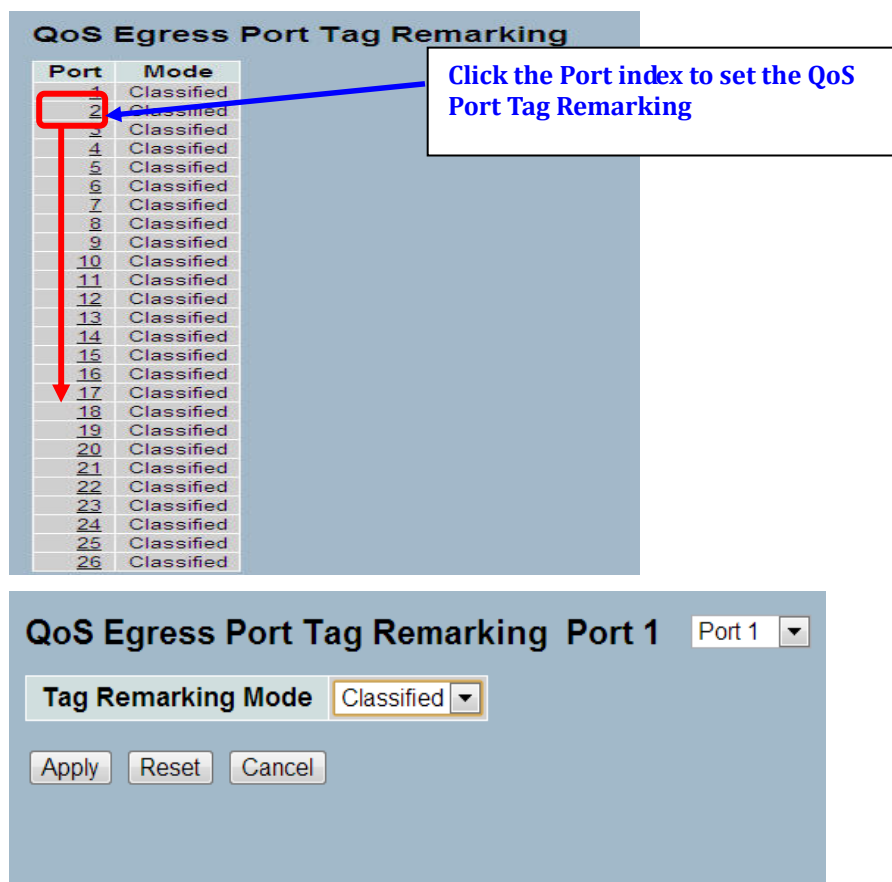 QoS Egress Port Tag Remarking
Click the Port index to set the QoS
Port Tag Remarking
Port Mode
1 Classified
2 Classified
3 Classified
4 Classified
5 Classified
6 Classified
7 Classified
8 Classified
9 Classified
10 Classified
11 Classified
12 Classified
13 Classified
14 Classified
15 Classified
16 Classified
17 Classified
18 Classified
19 Classified
20 Classified
21 Classified
22 Classified
23 Classified
24 Classified
25 Classified
26 Classified
QoS Egress Port Tag Remarking Port 1 Port 1
Tag Remarking Mode Classified
Apply Reset Cancel